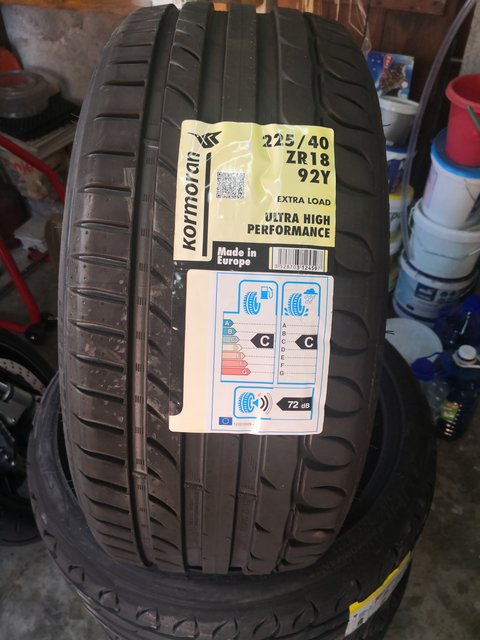 kormoran
225/40
ZR18
92Y
EXTRA LOAD
ULTRA HIGH
PERFORMANCE
Made in
Europe
A
B
C
D
E
F
G
C
A
B
C
D
E
F
G
C
72 dB